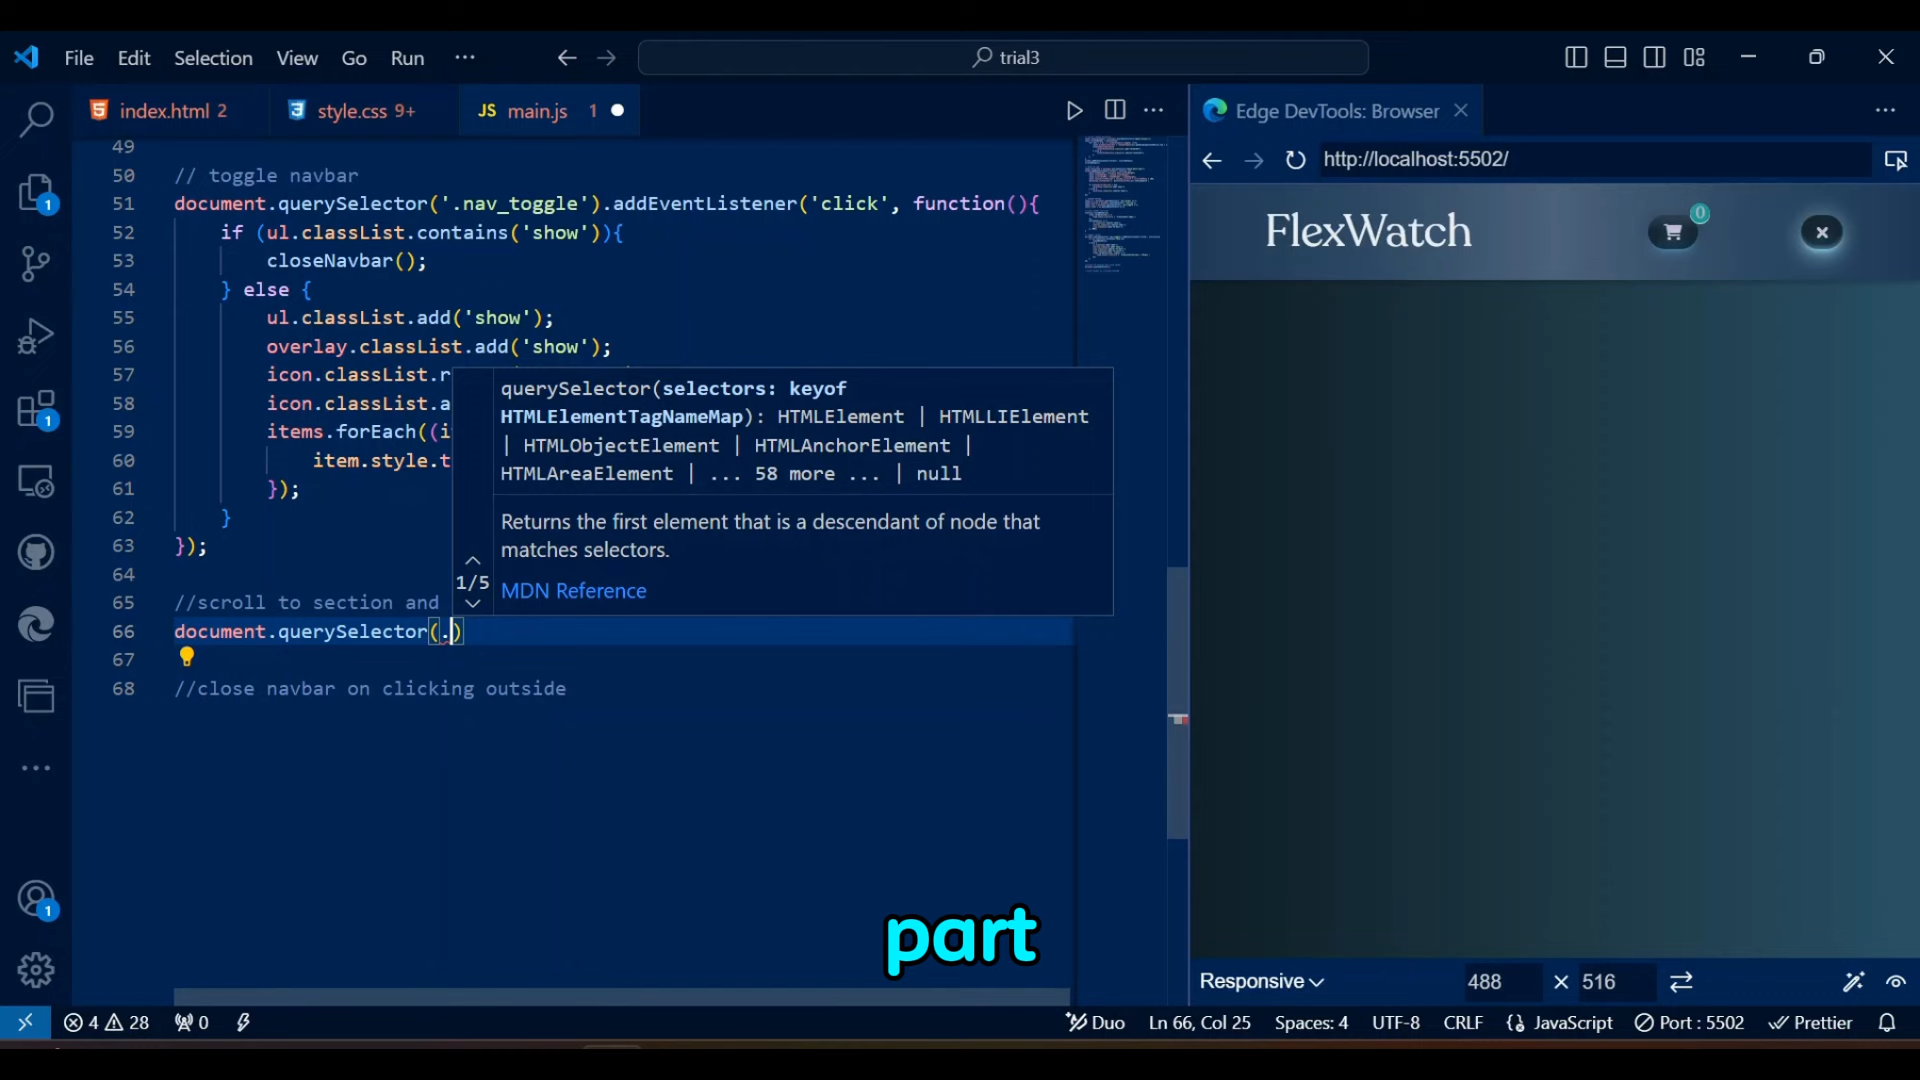 File Edit Selection View Go Run ··· trial3
index.html 2 style.css 9+ JS main.js 1
Edge DevTools: Browser
http://localhost:5502/
FlexWatch 0
49
50 // toggle navbar
51 document.querySelector('.nav_toggle').addEventListener('click', function(){
52 if (ul.classList.contains('show')){
53 closeNavbar();
54 } else {
55 ul.classList.add('show');
56 overlay.classList.add('show');
57 icon.classList.r
58 icon.classList.a
59 items.forEach((i
60 item.style.t
61 });
62 }
63 });
64
65 //scroll to section and
66 document.querySelector(.)
67
68 //close navbar on clicking outside
querySelector(selectors: keyof
HTMLElementTagNameMap): HTMLElement | HTMLLIElement
| HTMLObjectElement | HTMLAnchorElement |
HTMLAreaElement | ... 58 more ... | null
Returns the first element that is a descendant of node that
matches selectors.
1/5
MDN Reference
1
1
1
part
Responsive 488 × 516
4 28 0 Duo Ln 66, Col 25 Spaces: 4 UTF-8 CRLF {} JavaScript Port : 5502 Prettier